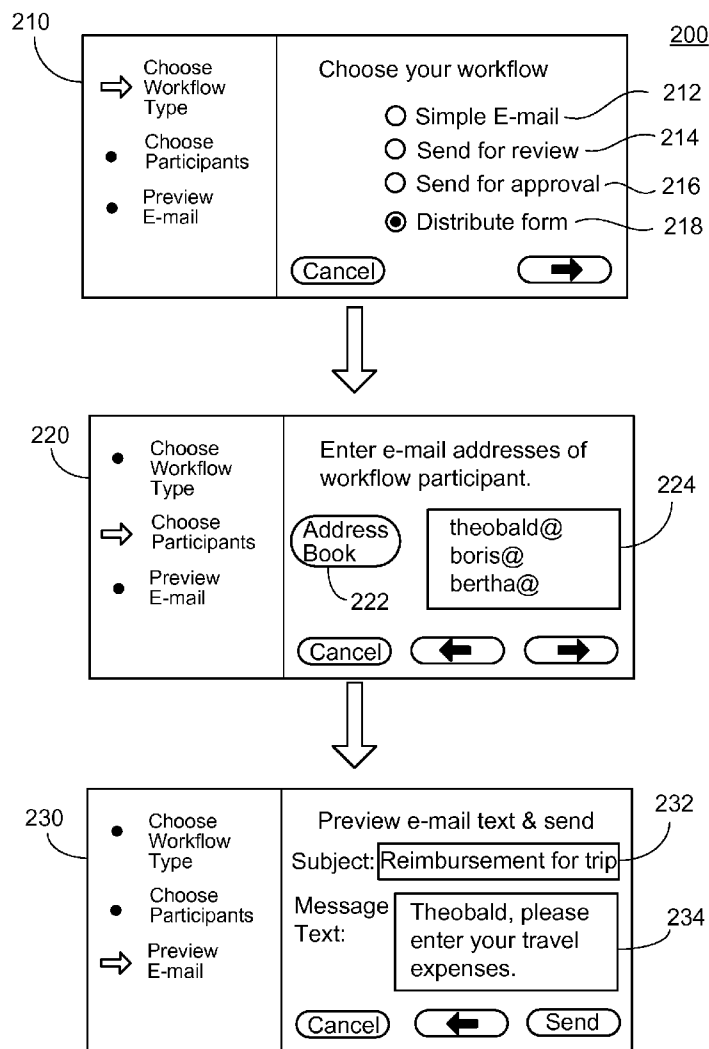 200
210
Choose
Workflow
Type
Choose
Participants
Preview
E-mail
Choose your workflow
Simple E-mail
212
Send for review
214
Send for approval
216
Distribute form
218
Cancel
220
Choose
Workflow
Type
Choose
Participants
Preview
E-mail
Enter e-mail addresses of
workflow participant.
Address
Book
222
theobald@
boris@
bertha@
224
Cancel
230
Choose
Workflow
Type
Choose
Participants
Preview
E-mail
Preview e-mail text & send
Subject: Reimbursement for trip
232
Message
Text:
Theobald, please
enter your travel
expenses.
234
Cancel
Send